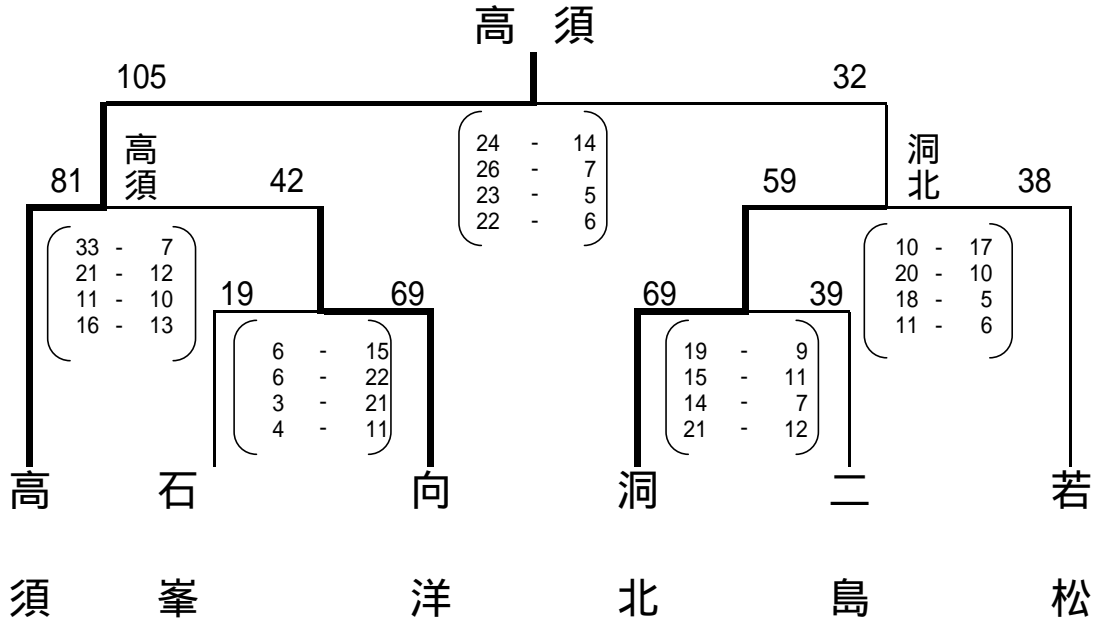 高 須
105 32
高須 洞北
24 - 14
26 - 7
23 - 5
22 - 6
81 42 59 38
33 - 7
21 - 12
11 - 10
16 - 13
10 - 17
20 - 10
18 - 5
11 - 6
19 69 69 39
6 - 15
6 - 22
3 - 21
4 - 11
19 - 9
15 - 11
14 - 7
21 - 12
高須
石峯
向洋
洞北
二島
若松